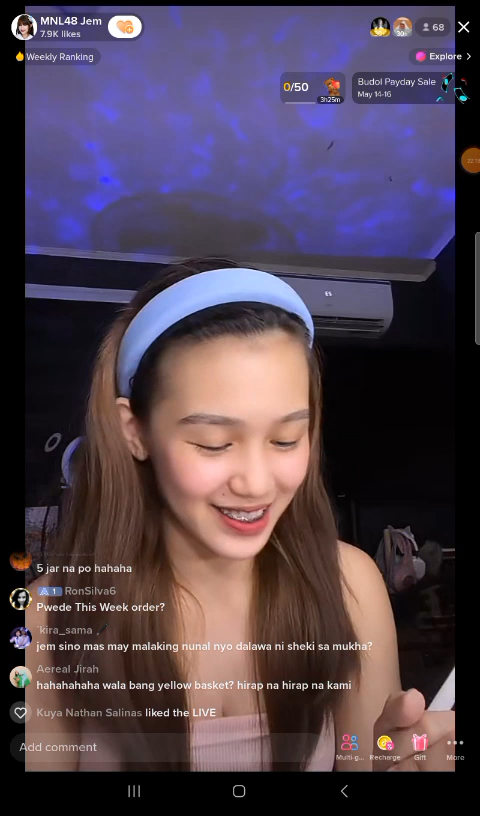 MNL48 Jem
7.9K likes
68
Weekly Ranking
Explore
0/50
3h25m
Budol Payday Sale
May 14-16
5 jar na po hahaha
1 RonSilva6
Pwede This Week order?
kira_sama
jem sino mas may malaking nunal nyo dalawa ni sheki sa mukha?
Aereal Jirah
hahahahaha wala bang yellow basket? hirap na hirap na kami
Kuya Nathan Salinas liked the LIVE
Add comment
Multi-g...
Recharge
Gift
More